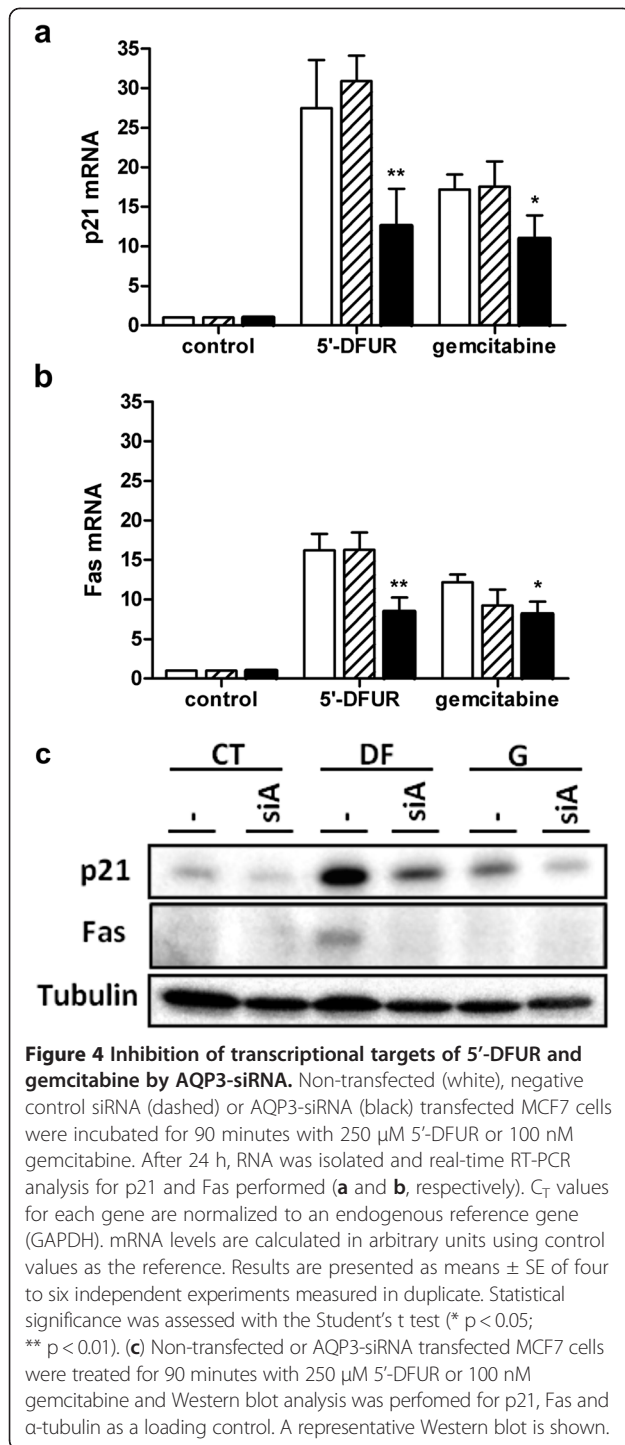 a
p21 mRNA
35
30
25
20
15
10
5
0
**
*
control 5'-DFUR gemcitabine
b
Fas mRNA
35
30
25
20
15
10
5
0
**
*
control 5'-DFUR gemcitabine
c
CT DF G
- siA - siA - siA
p21
Fas
Tubulin
Figure 4 Inhibition of transcriptional targets of 5’-DFUR and
gemcitabine by AQP3-siRNA. Non-transfected (white), negative
control siRNA (dashed) or AQP3-siRNA (black) transfected MCF7 cells
were incubated for 90 minutes with 250 μM 5’-DFUR or 100 nM
gemcitabine. After 24 h, RNA was isolated and real-time RT-PCR
analysis for p21 and Fas performed (a and b, respectively). CT values
for each gene are normalized to an endogenous reference gene
(GAPDH). mRNA levels are calculated in arbitrary units using control
values as the reference. Results are presented as means ± SE of four
to six independent experiments measured in duplicate. Statistical
significance was assessed with the Student’s t test (* p < 0.05;
** p < 0.01). (c) Non-transfected or AQP3-siRNA transfected MCF7 cells
were treated for 90 minutes with 250 μM 5’-DFUR or 100 nM
gemcitabine and Western blot analysis was perfomed for p21, Fas and
α-tubulin as a loading control. A representative Western blot is shown.